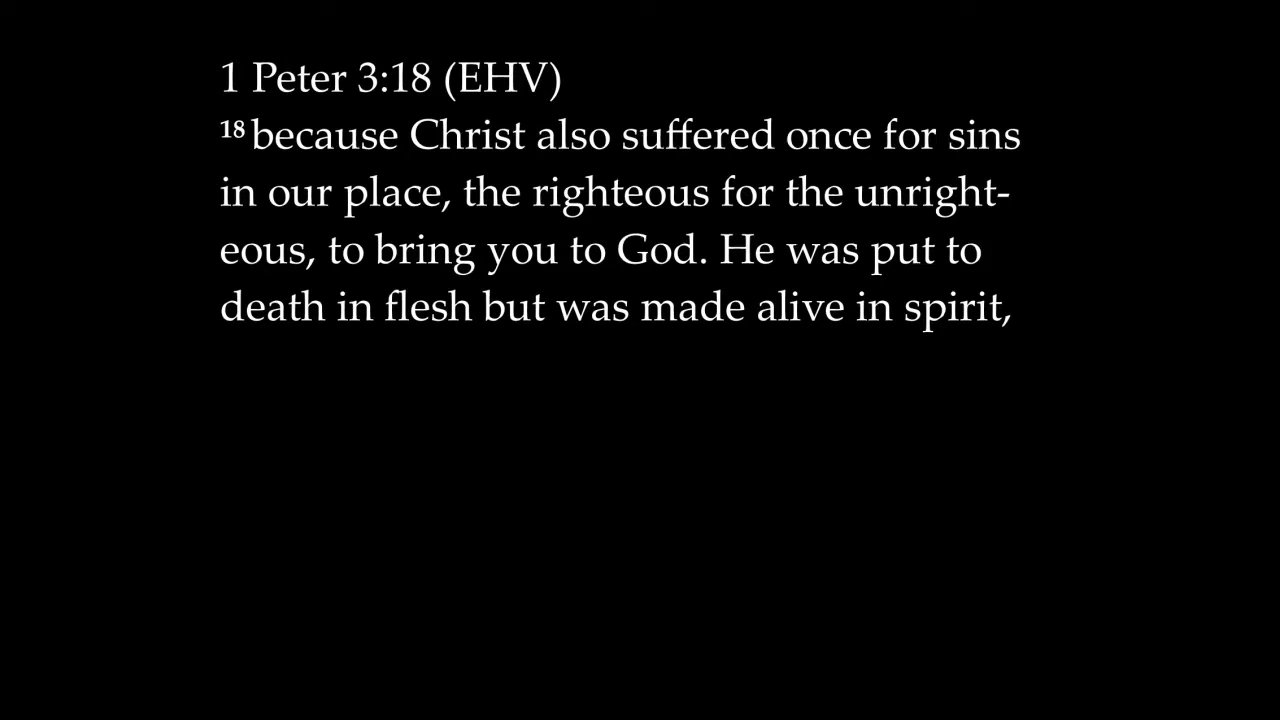 1 Peter 3:18 (EHV)
18 because Christ also suffered once for sins
in our place, the righteous for the unright-
eous, to bring you to God. He was put to
death in flesh but was made alive in spirit,